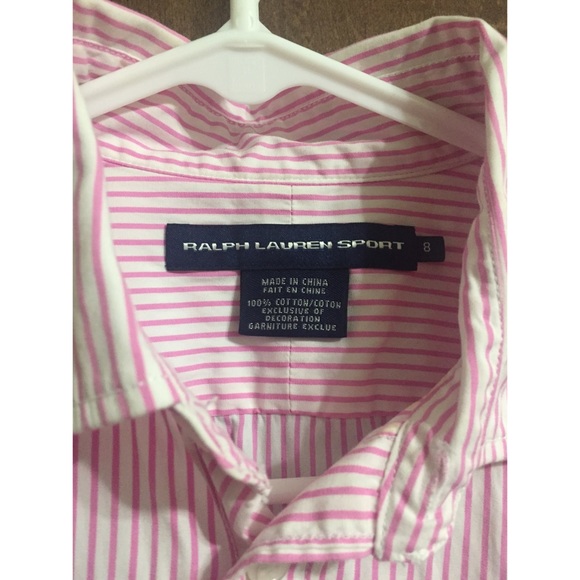 RALPH LAUREN SPORT 8
MADE IN CHINA
FAIT EN CHINE
100% COTTON/COTON
EXCLUSIVE OF
DECORATION
GARNITURE EXCLUE